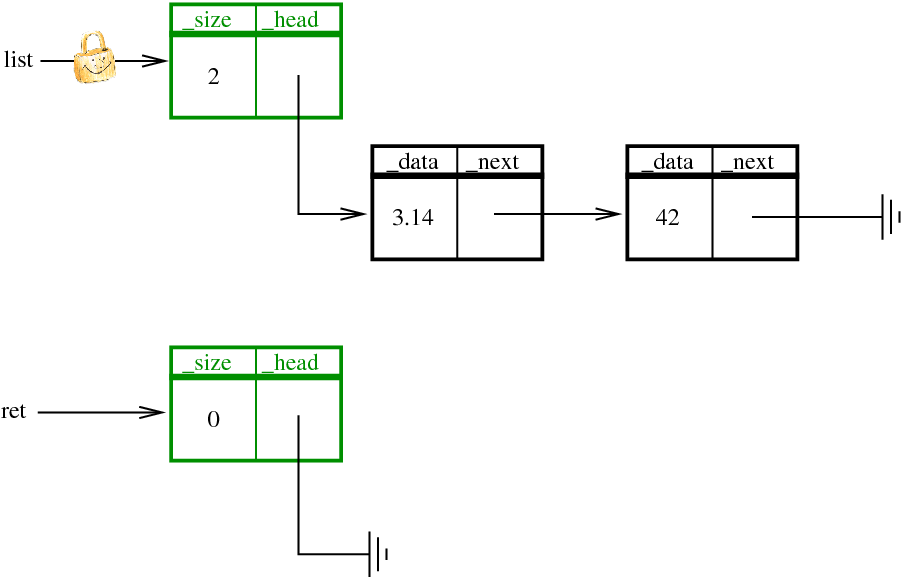 _size _head
list
2
_data _next
_data _next
3.14
42
_size _head
ret
0